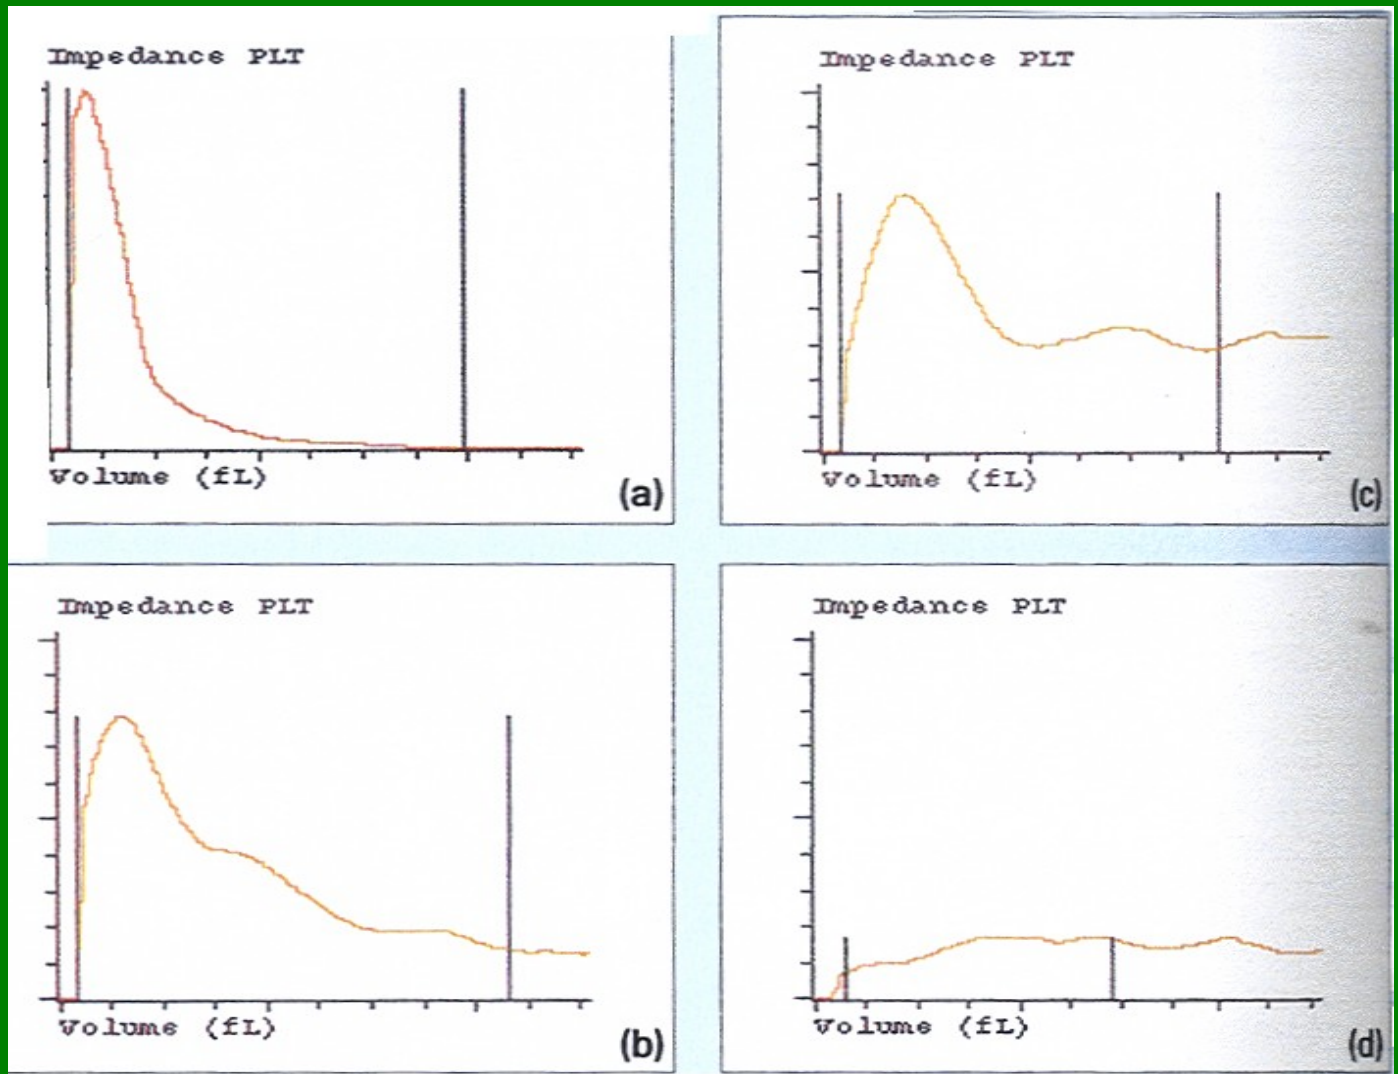 Impedance PLT
Volume (fL)
(a)
Impedance PLT
Volume (fL)
(b)
Impedance PLT
Volume (fL)
(c)
Impedance PLT
Volume (fL)
(d)